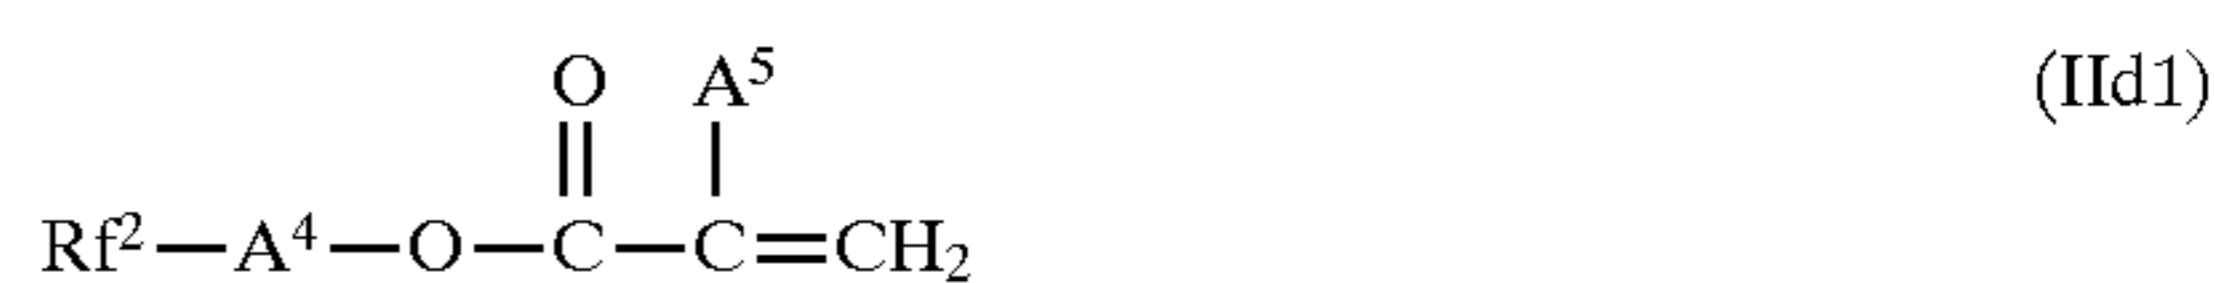 O A⁵ (IId1)
Rf²—A⁴—O—C—C=CH₂